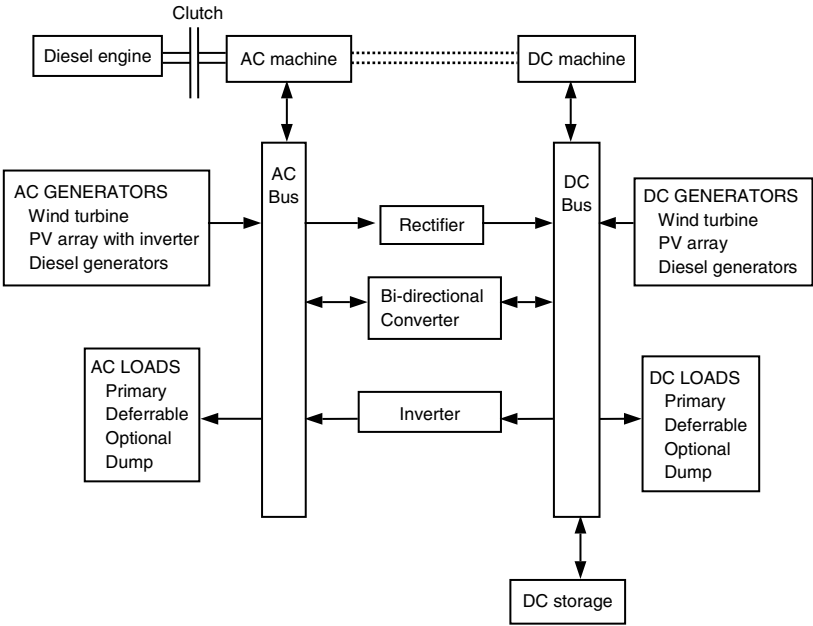 Clutch
Diesel engine
AC machine
DC machine
AC
Bus
DC
Bus
AC GENERATORS
Wind turbine
PV array with inverter
Diesel generators
Rectifier
DC GENERATORS
Wind turbine
PV array
Diesel generators
Bi-directional
Converter
AC LOADS
Primary
Deferrable
Optional
Dump
Inverter
DC LOADS
Primary
Deferrable
Optional
Dump
DC storage